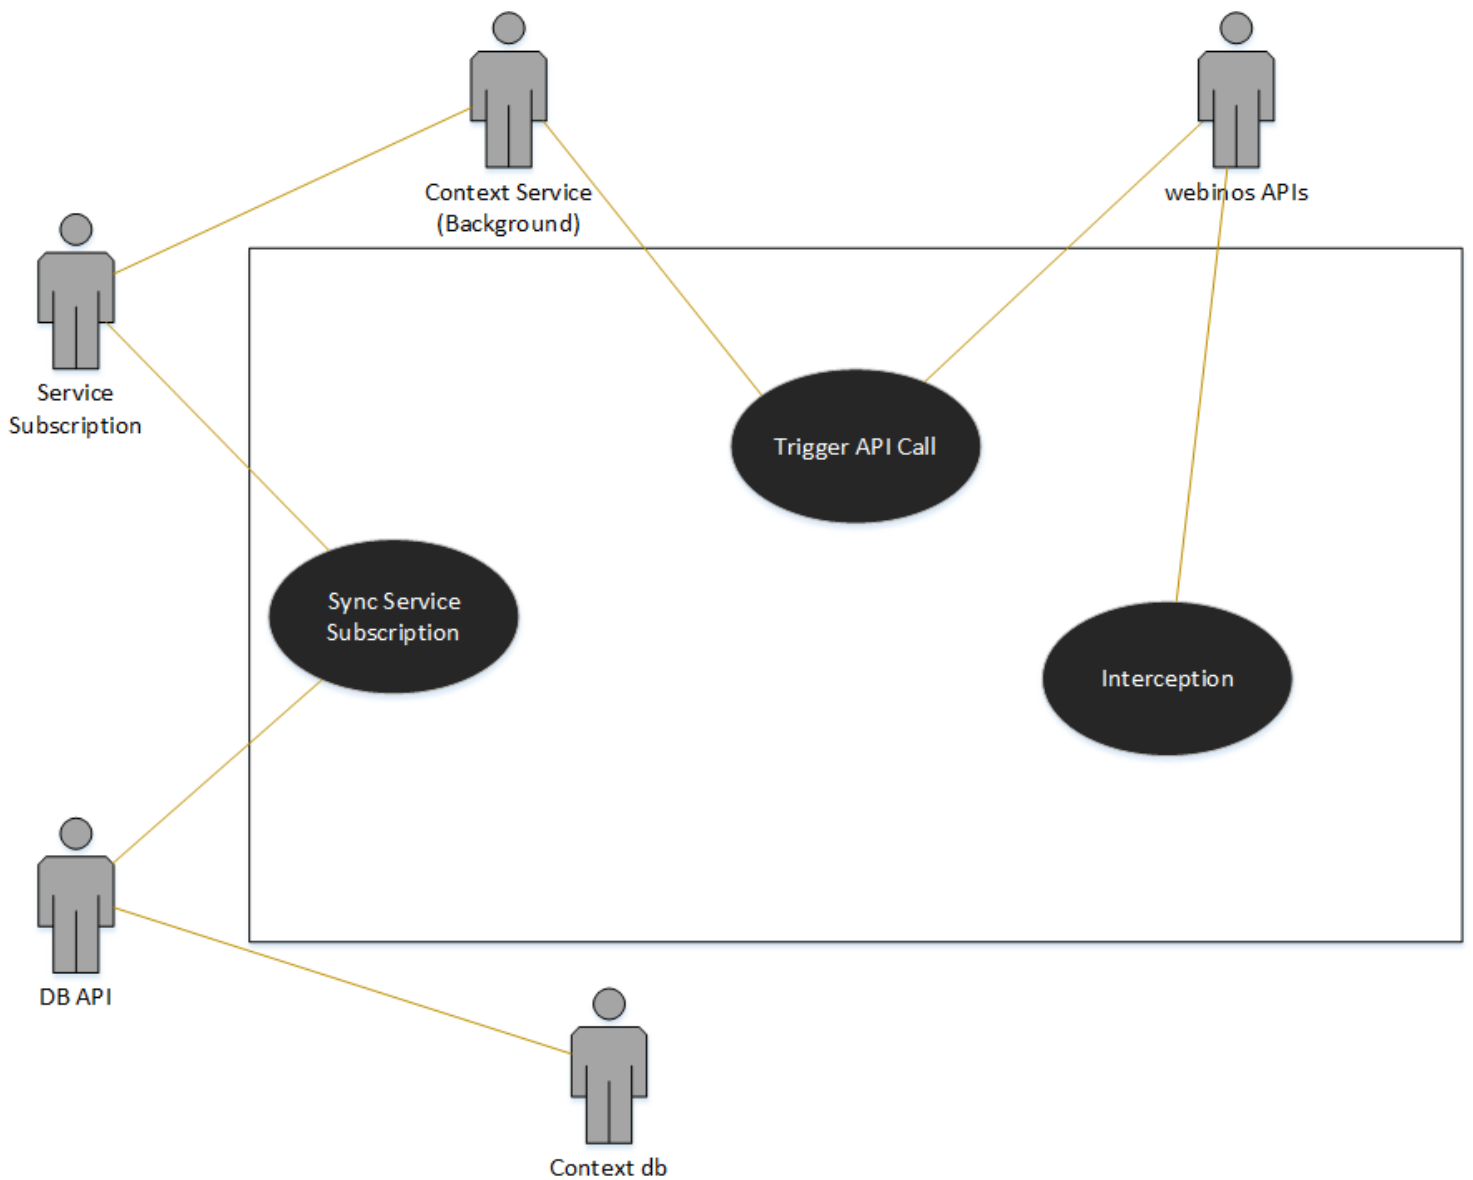 Context Service
(Background)
webinos APIs
Service
Subscription
Trigger API Call
Sync Service
Subscription
Interception
DB API
Context db